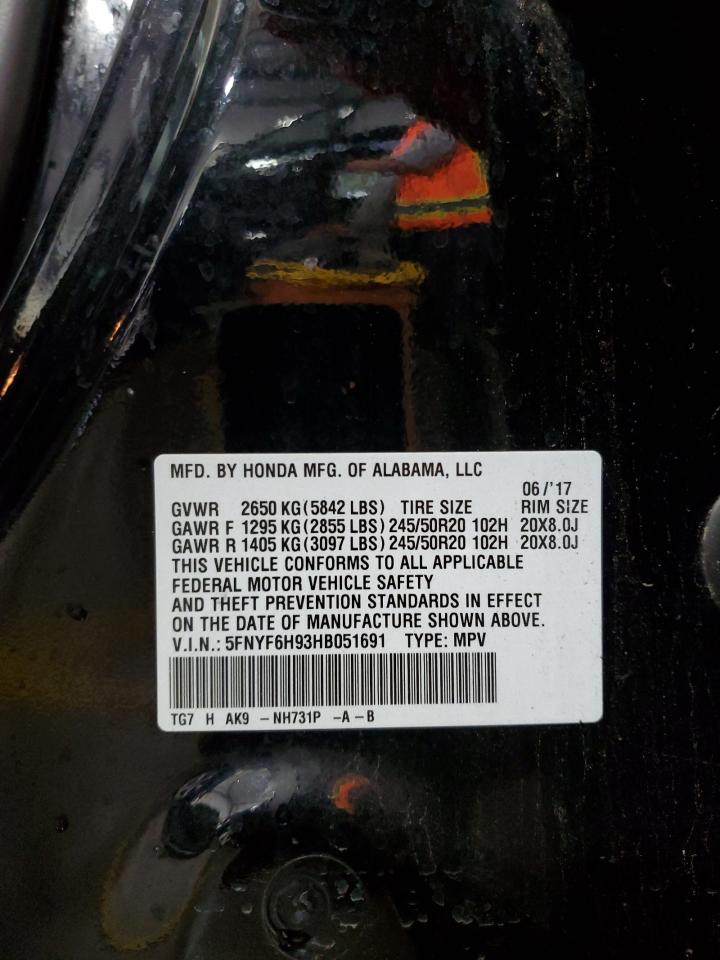 MFD. BY HONDA MFG. OF ALABAMA, LLC
06/'17
GVWR 2650 KG (5842 LBS) TIRE SIZE RIM SIZE
GAWR F 1295 KG (2855 LBS) 245/50R20 102H 20X8.0J
GAWR R 1405 KG (3097 LBS) 245/50R20 102H 20X8.0J
THIS VEHICLE CONFORMS TO ALL APPLICABLE
FEDERAL MOTOR VEHICLE SAFETY
AND THEFT PREVENTION STANDARDS IN EFFECT
ON THE DATE OF MANUFACTURE SHOWN ABOVE.
V.I.N.: 5FNYF6H93HB051691 TYPE: MPV
TG7 H AK9 - NH731P - A - B